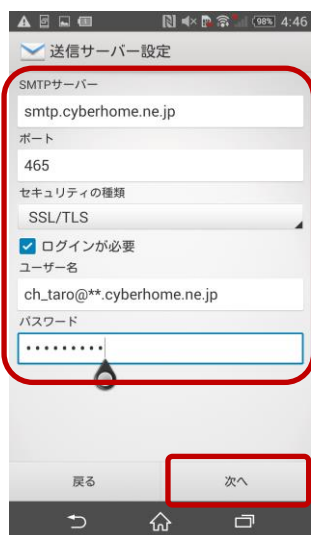 98% 4:46
送信サーバー設定
SMTPサーバー
smtp.cyberhome.ne.jp
ポート
465
セキュリティの種類
SSL/TLS
ログインが必要
ユーザー名
ch_taro@**.cyberhome.ne.jp
パスワード
•••••••••
戻る 次へ